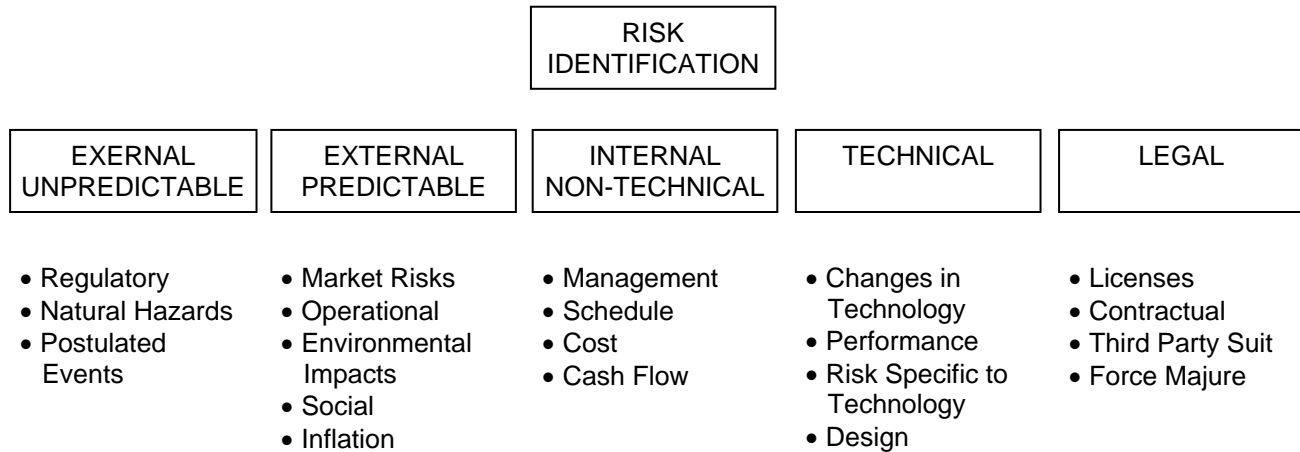 RISK
IDENTIFICATION
EXERNAL
UNPREDICTABLE
EXTERNAL
PREDICTABLE
INTERNAL
NON-TECHNICAL
TECHNICAL
LEGAL
• Regulatory
• Natural Hazards
• Postulated
Events
• Market Risks
• Operational
• Environmental
Impacts
• Social
• Inflation
• Management
• Schedule
• Cost
• Cash Flow
• Changes in
Technology
• Performance
• Risk Specific to
Technology
• Design
• Licenses
• Contractual
• Third Party Suit
• Force Majure